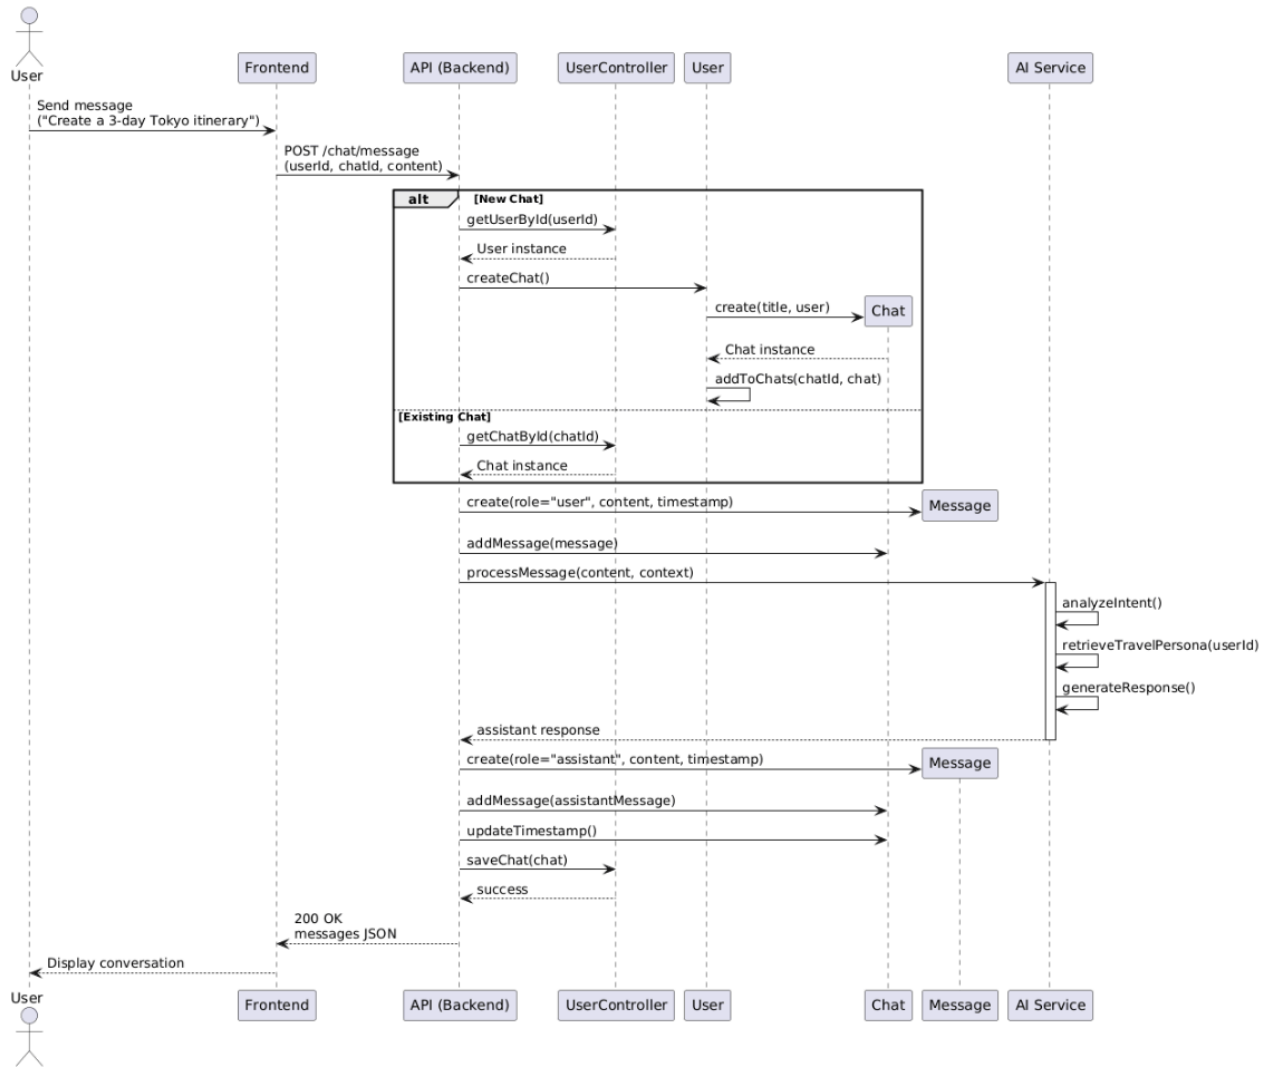 User
Frontend
API (Backend)
UserController
User
AI Service
Send message
("Create a 3-day Tokyo itinerary")
POST /chat/message
(userId, chatId, content)
alt
[New Chat]
getUserById(userId)
User instance
createChat()
create(title, user)
Chat
Chat instance
addToChats(chatId, chat)
[Existing Chat]
getChatById(chatId)
Chat instance
create(role="user", content, timestamp)
Message
addMessage(message)
processMessage(content, context)
analyzeIntent()
retrieveTravelPersona(userId)
generateResponse()
assistant response
create(role="assistant", content, timestamp)
Message
addMessage(assistantMessage)
updateTimestamp()
saveChat(chat)
success
200 OK
messages JSON
Display conversation
User
Frontend
API (Backend)
UserController
User
Chat
Message
AI Service